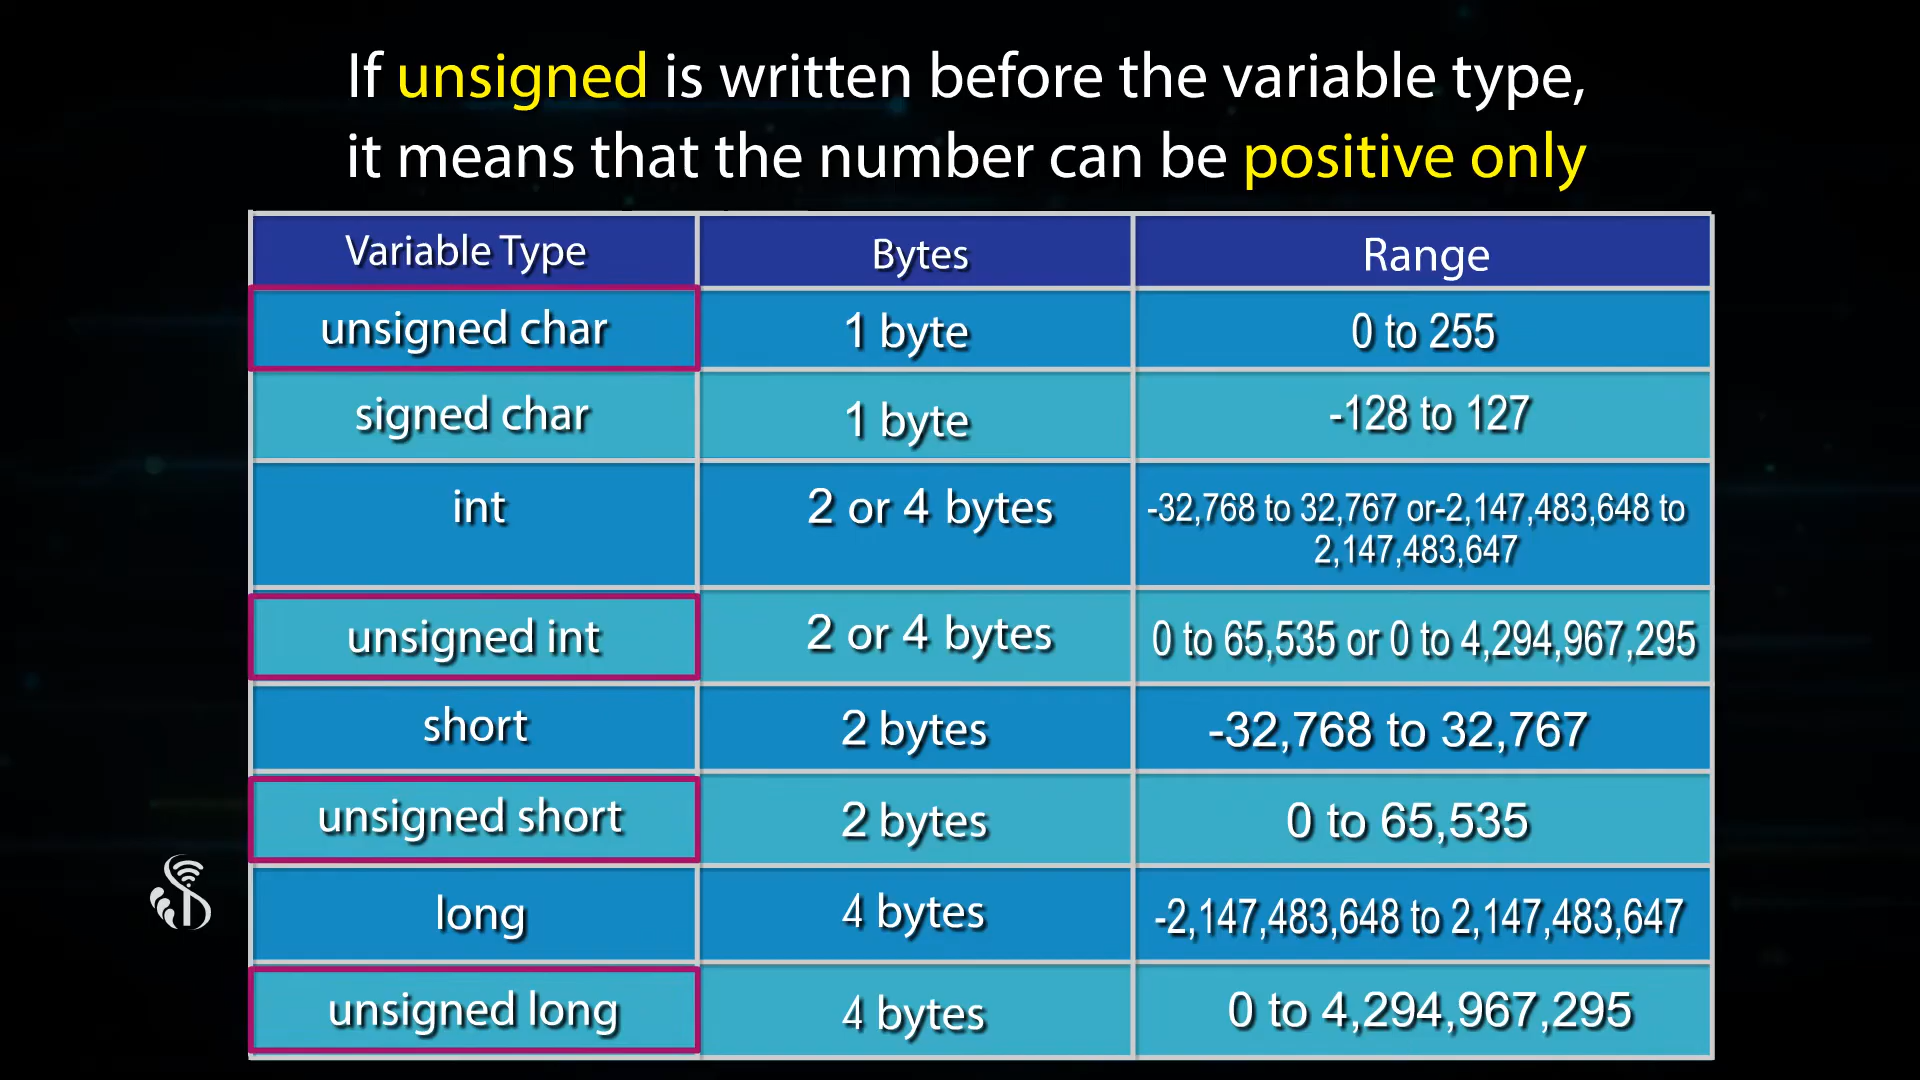 If unsigned is written before the variable type,
it means that the number can be positive only
Variable Type Bytes Range
unsigned char 1 byte 0 to 255
signed char 1 byte -128 to 127
int 2 or 4 bytes -32,768 to 32,767 or-2,147,483,648 to
2,147,483,647
unsigned int 2 or 4 bytes 0 to 65,535 or 0 to 4,294,967,295
short 2 bytes -32,768 to 32,767
unsigned short 2 bytes 0 to 65,535
long 4 bytes -2,147,483,648 to 2,147,483,647
unsigned long 4 bytes 0 to 4,294,967,295